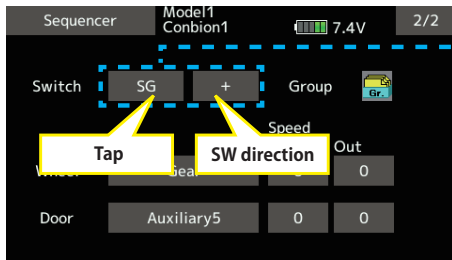 Sequencer Model1 7.4V 2/2
Conbion1
Switch SG + Group Gr.
Speed
Tap SW direction Out
Gear 0
Door Auxiliary5 0 0